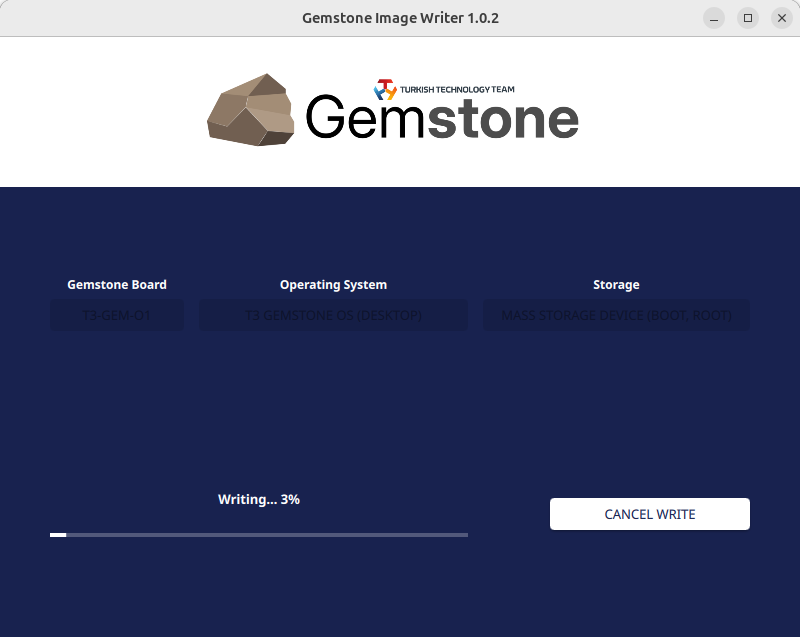 Gemstone Image Writer 1.0.2
TURKISH TECHNOLOGY TEAM
Gemstone
Gemstone Board
Operating System
Storage
T3-GEM-O1
T3 GEMSTONE OS (DESKTOP)
MASS STORAGE DEVICE (BOOT, ROOT)
Writing... 3%
CANCEL WRITE